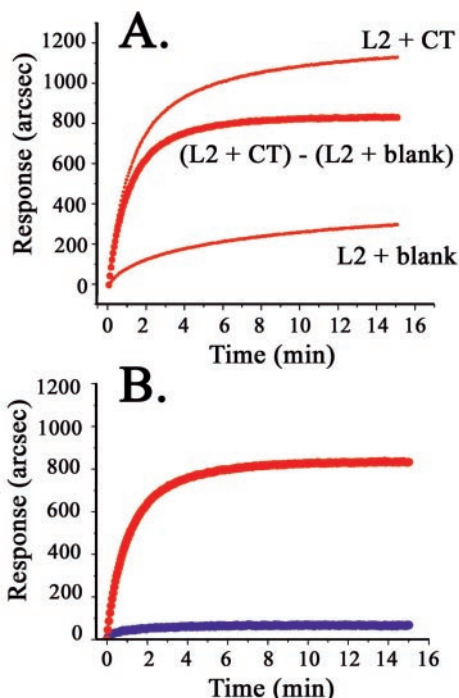 A.
1200
1000
800
600
400
200
0
Response (arcsec)
L2 + CT
(L2 + CT) - (L2 + blank)
L2 + blank
0 2 4 6 8 10 12 14 16
Time (min)
B.
1200
1000
800
600
400
200
0
Response (arcsec)
0 2 4 6 8 10 12 14 16
Time (min)